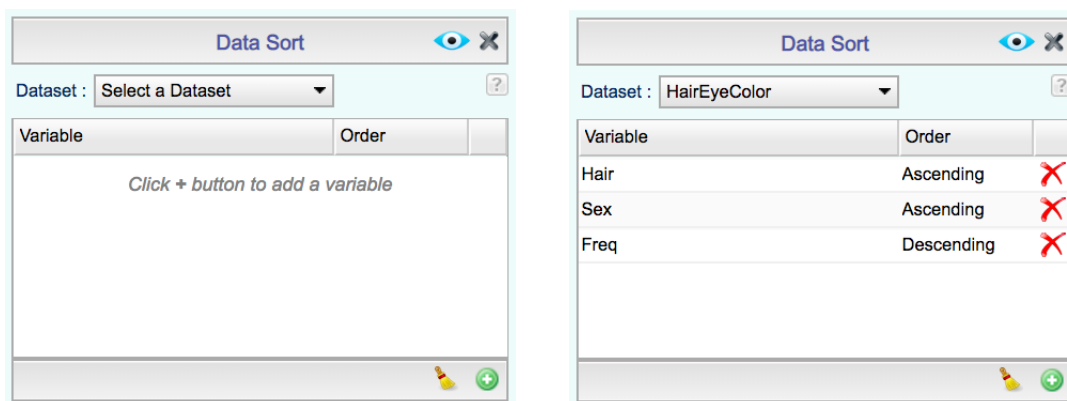 Data Sort
Dataset : Select a Dataset
?
Variable Order
Click + button to add a variable
Data Sort
Dataset : HairEyeColor
?
Variable Order
Hair Ascending
Sex Ascending
Freq Descending